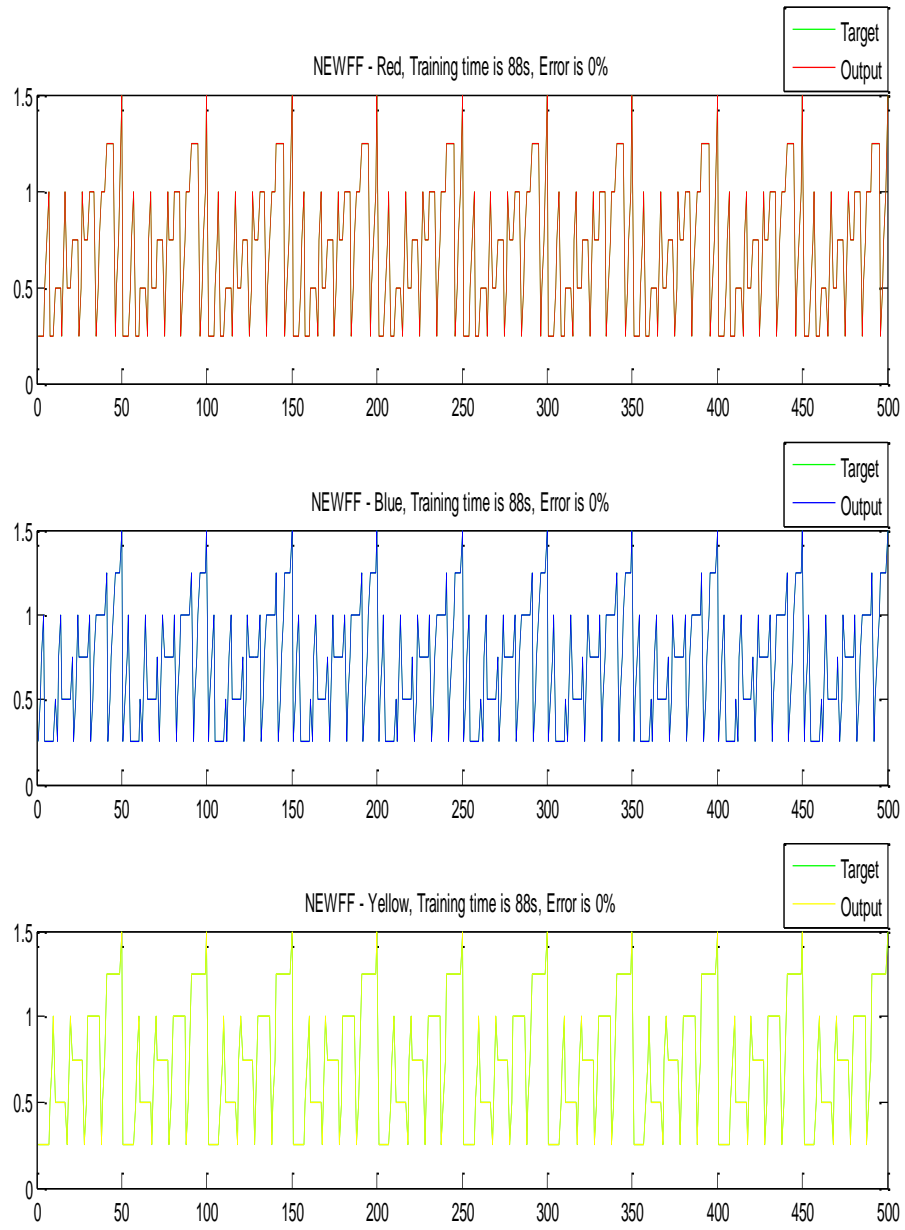 Target
Output
NEWFF - Red, Training time is 88s, Error is 0%
1.5
1
0.5
0
0 50 100 150 200 250 300 350 400 450 500
Target
Output
NEWFF - Blue, Training time is 88s, Error is 0%
1.5
1
0.5
0
0 50 100 150 200 250 300 350 400 450 500
Target
Output
NEWFF - Yellow, Training time is 88s, Error is 0%
1.5
1
0.5
0
0 50 100 150 200 250 300 350 400 450 500